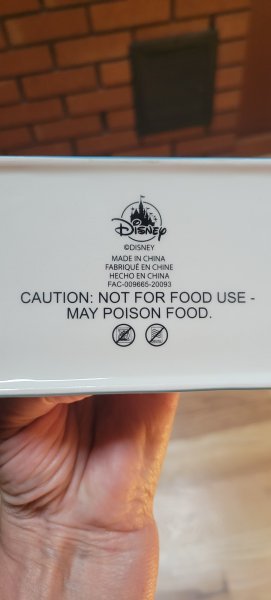 Disney
©DISNEY
MADE IN CHINA
FABRIQUÉ EN CHINE
HECHO EN CHINA
FAC-009665-20093
CAUTION: NOT FOR FOOD USE -
MAY POISON FOOD.